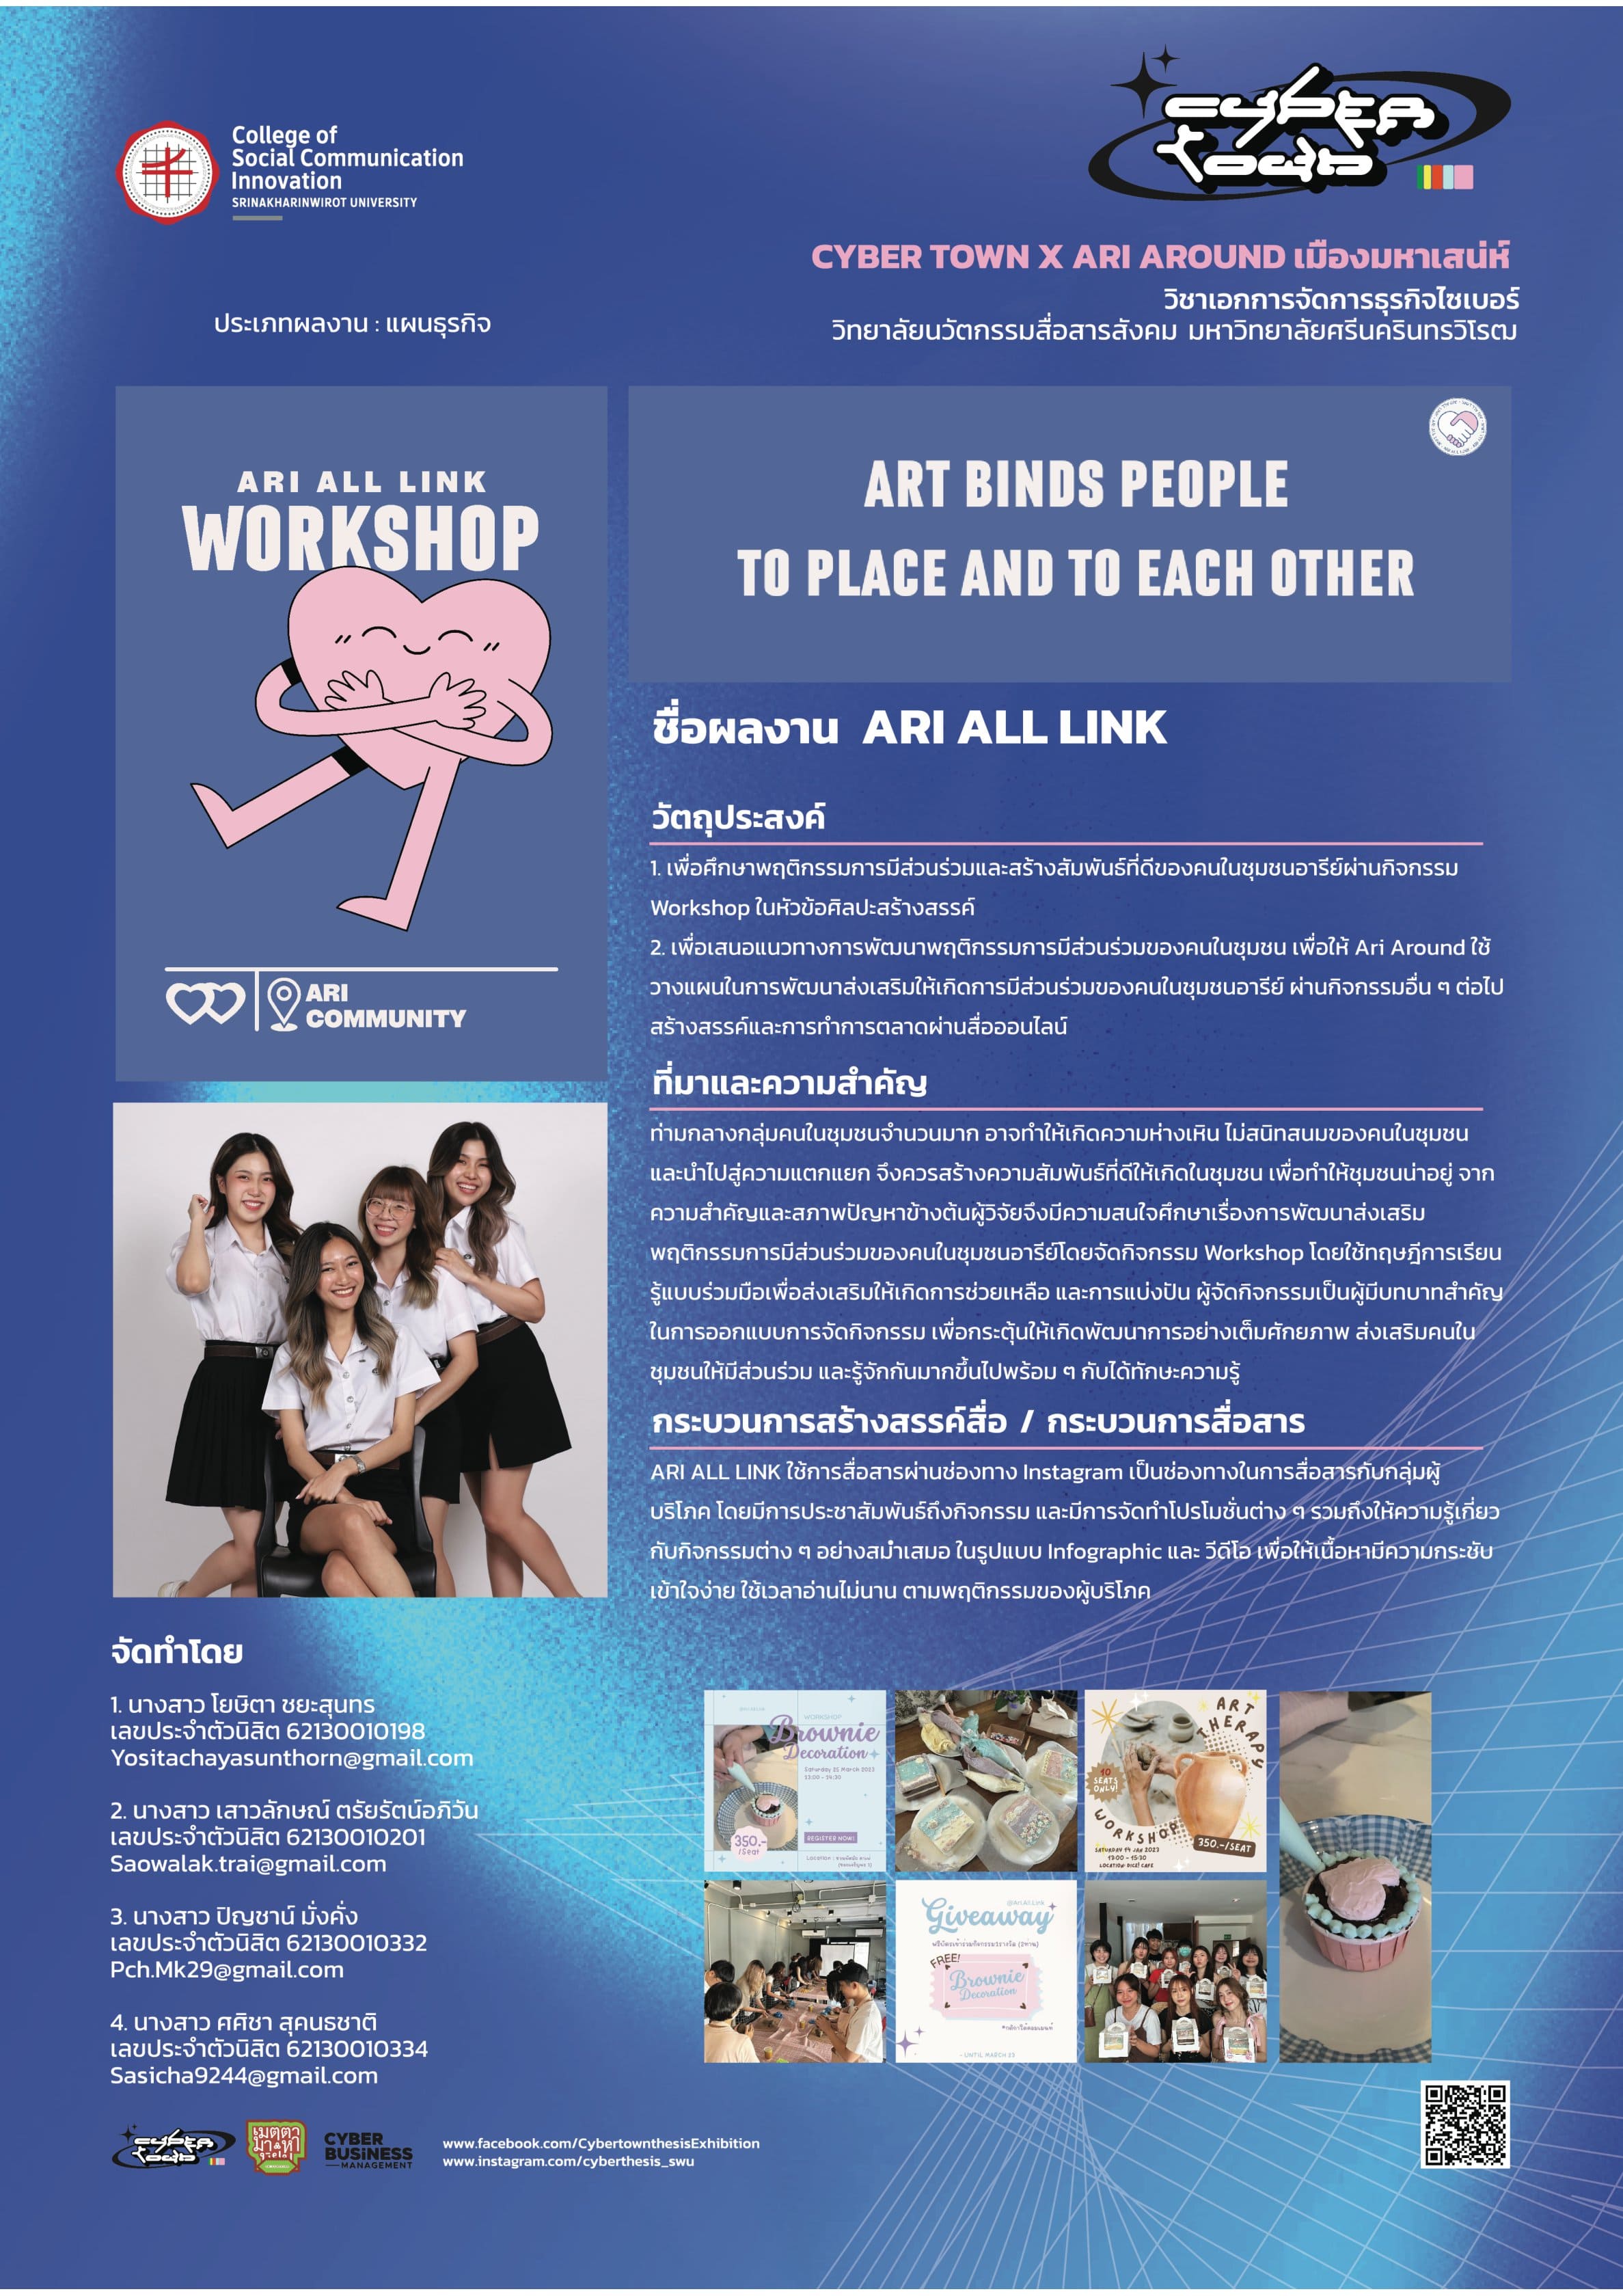 College of
Social Communication
Innovation
SRINAKHARINWIROT UNIVERSITY
CYBER
TOWN
CYBER TOWN X ARI AROUND เมืองมหาเสน่ห์
วิชาเอกการจัดการธุรกิจไซเบอร์
วิทยาลัยนวัตกรรมสื่อสารสังคม มหาวิทยาลัยศรีนครินทรวิโรฒ
ประเภทผลงาน : แผนธุรกิจ
ARI ALL LINK
WORKSHOP
ARI
COMMUNITY
ART BINDS PEOPLE
TO PLACE AND TO EACH OTHER
ชื่อผลงาน ARI ALL LINK
วัตถุประสงค์
1. เพื่อศึกษาพฤติกรรมการมีส่วนร่วมและสร้างสัมพันธ์ที่ดีของคนในชุมชนอารีย์ผ่านกิจกรรม
Workshop ในหัวข้อศิลปะสร้างสรรค์
2. เพื่อเสนอแนวทางการพัฒนาพฤติกรรมการมีส่วนร่วมของคนในชุมชน เพื่อให้ Ari Around ใช้
วางแผนในการพัฒนาส่งเสริมให้เกิดการมีส่วนร่วมของคนในชุมชนอารีย์ ผ่านกิจกรรมอื่น ๆ ต่อไป
สร้างสรรค์และการทำการตลาดผ่านสื่อออนไลน์
ที่มาและความสำคัญ
ท่ามกลางกลุ่มคนในชุมชนจำนวนมาก อาจทำให้เกิดความห่างเหิน ไม่สนิทสนมของคนในชุมชน
และนำไปสู่ความแตกแยก จึงควรสร้างความสัมพันธ์ที่ดีให้เกิดในชุมชน เพื่อทำให้ชุมชนน่าอยู่ จาก
ความสำคัญและสภาพปัญหาข้างต้นผู้วิจัยจึงมีความสนใจศึกษาเรื่องการพัฒนาส่งเสริม
พฤติกรรมการมีส่วนร่วมของคนในชุมชนอารีย์โดยจัดกิจกรรม Workshop โดยใช้ทฤษฎีการเรียน
รู้แบบร่วมมือเพื่อส่งเสริมให้เกิดการช่วยเหลือ และการแบ่งปัน ผู้จัดกิจกรรมเป็นผู้มีบทบาทสำคัญ
ในการออกแบบการจัดกิจกรรม เพื่อกระตุ้นให้เกิดพัฒนาการอย่างเต็มศักยภาพ ส่งเสริมคนใน
ชุมชนให้มีส่วนร่วม และรู้จักกันมากขึ้นไปพร้อม ๆ กับได้ทักษะความรู้
กระบวนการสร้างสรรค์สื่อ / กระบวนการสื่อสาร
ARI ALL LINK ใช้การสื่อสารผ่านช่องทาง Instagram เป็นช่องทางในการสื่อสารกับกลุ่มผู้
บริโภค โดยมีการประชาสัมพันธ์ถึงกิจกรรม และมีการจัดทำโปรโมชั่นต่าง ๆ รวมถึงให้ความรู้เกี่ยว
กับกิจกรรมต่าง ๆ อย่างสม่ำเสมอ ในรูปแบบ Infographic และ วีดีโอ เพื่อให้เนื้อหามีความกระชับ
เข้าใจง่าย ใช้เวลาอ่านไม่นาน ตามพฤติกรรมของผู้บริโภค
จัดทำโดย
1. นางสาว โยษิตา ชยะสุนทร
เลขประจำตัวนิสิต 62130010198
Yositachayasunthorn@gmail.com
2. นางสาว เสาวลักษณ์ ตรัยรัตน์อภิวัน
เลขประจำตัวนิสิต 62130010201
Saowalak.trai@gmail.com
3. นางสาว ปิญชาน์ มั่งคั่ง
เลขประจำตัวนิสิต 62130010332
Pch.Mk29@gmail.com
4. นางสาว ศศิชา สุคนธชาติ
เลขประจำตัวนิสิต 62130010334
Sasicha9244@gmail.com
WORKSHOP
Brownie
Decoration
Saturday 25 March 2023
13:00 - 14:30
350.-
/Seat
REGISTER NOW!
ART
THERAPY
10
SEATS
ONLY!
WORKSHOP
350.-/SEAT
SATURDAY 14 JAN 2023
13:00 - 15:30
LOCATION: DICE! CAFE
@Ari.All.Link
Giveaway
FREE!
Brownie
Decoration
- UNTIL MARCH 23
CYBER
TOWN
CYBER
BUSINESS
MANAGEMENT
www.facebook.com/CybertownthesisExhibition
www.instagram.com/cyberthesis_swu